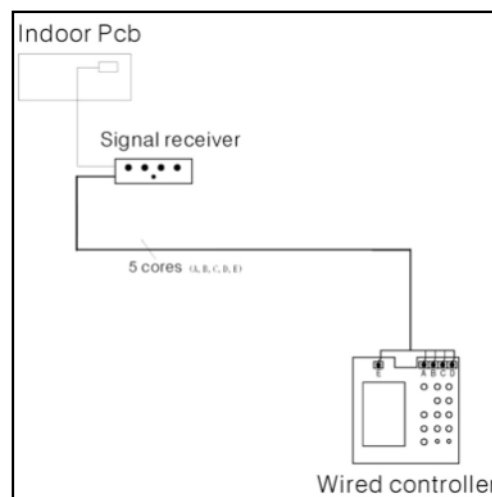 Indoor Pcb
Signal receiver
5 cores (A, B, C, D, E)
E A B C D
Wired controller